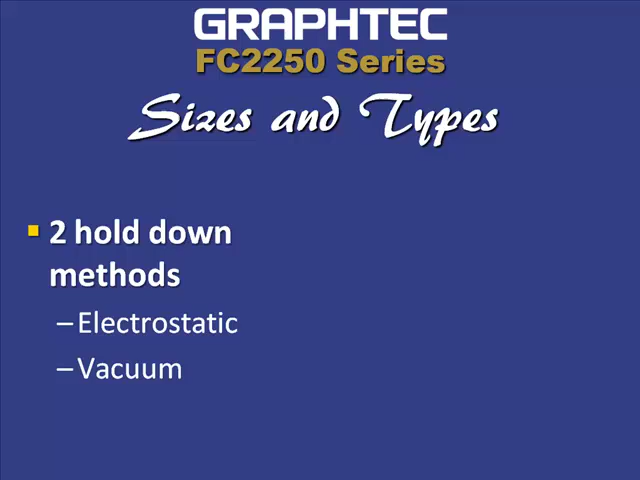 GRAPHTEC
FC2250 Series
Sizes and Types
▪ 2 hold down
methods
–Electrostatic
–Vacuum